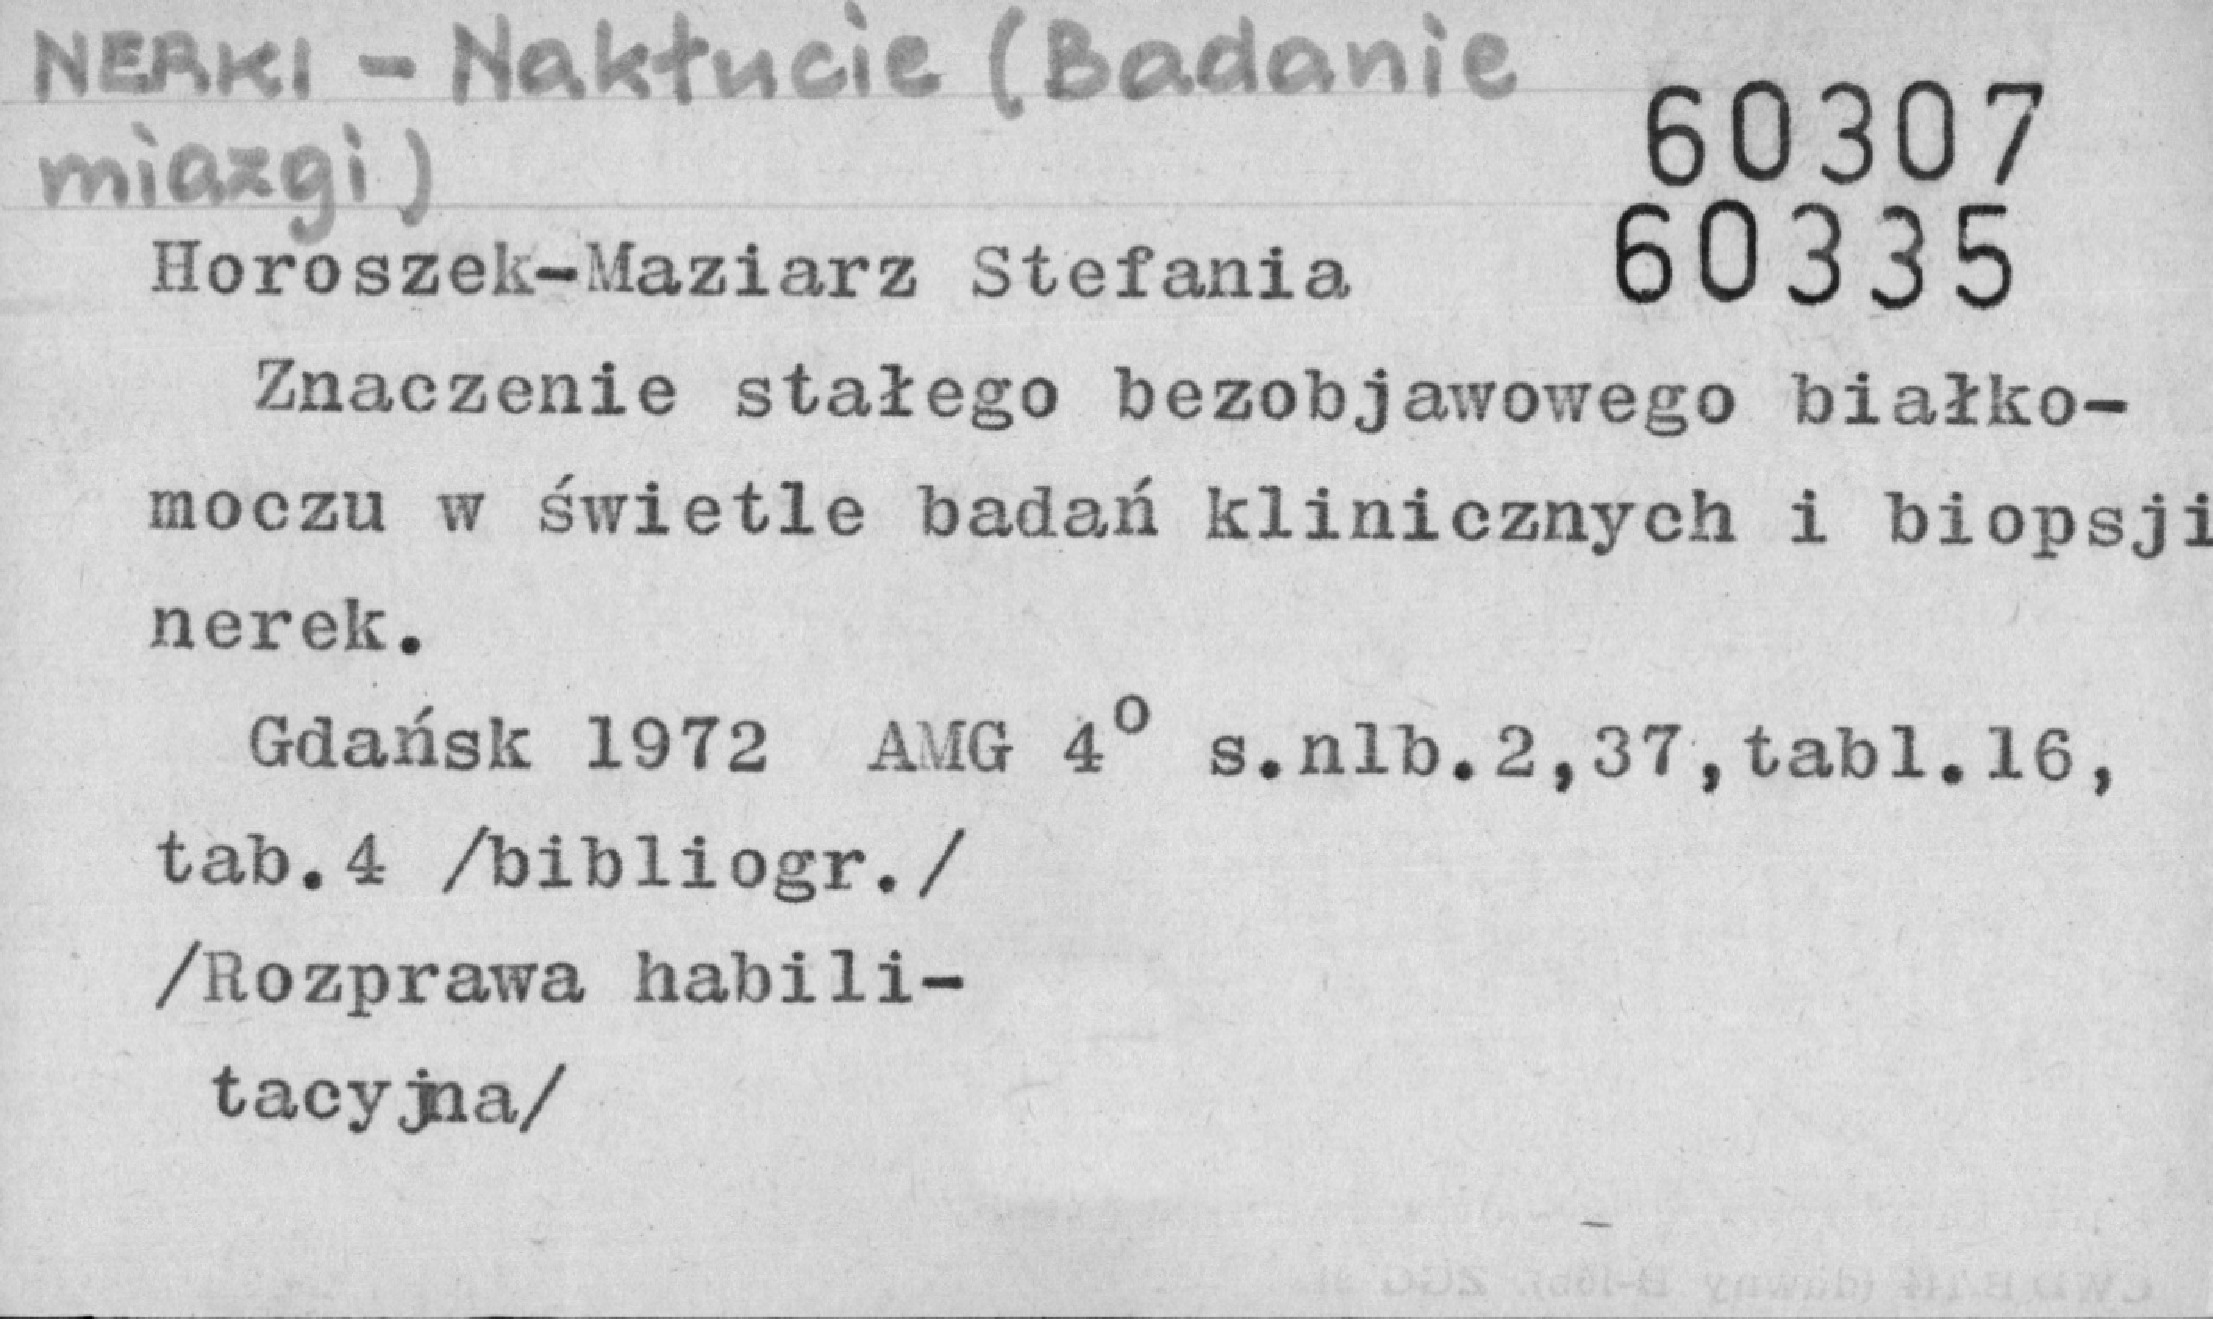 NERKI - Nakłucie (Badanie
miazgi)
60307
60335
Horoszek-Maziarz Stefania
Znaczenie stałego bezobjawowego białko-
moczu w świetle badań klinicznych i biopsji
nerek.
Gdańsk 1972 AMG 4° s.nlb.2,37,tabl.16,
tab.4 /bibliogr./
/Rozprawa habili-
tacyjna/